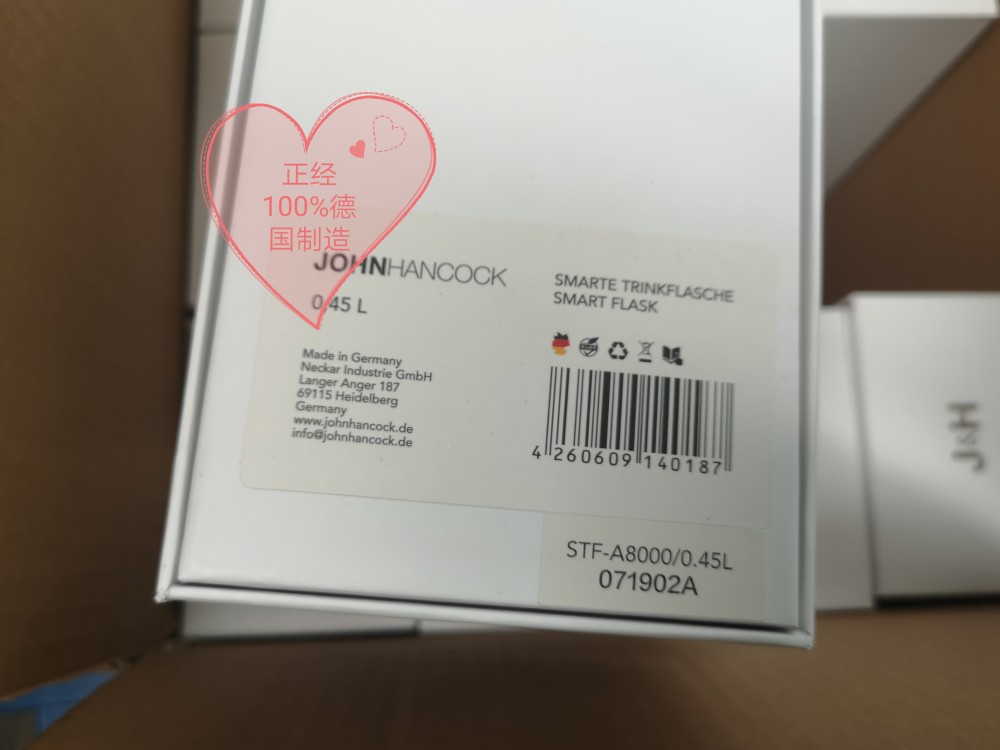 正经
100%德
国制造
JOHNHANCOCK
0,45 L
SMARTE TRINKFLASCHE
SMART FLASK
Made in Germany
Neckar Industrie GmbH
Langer Anger 187
69115 Heidelberg
Germany
www.johnhancock.de
info@johnhancock.de
4 260609 140187
STF-A8000/0.45L
071902A
J&H